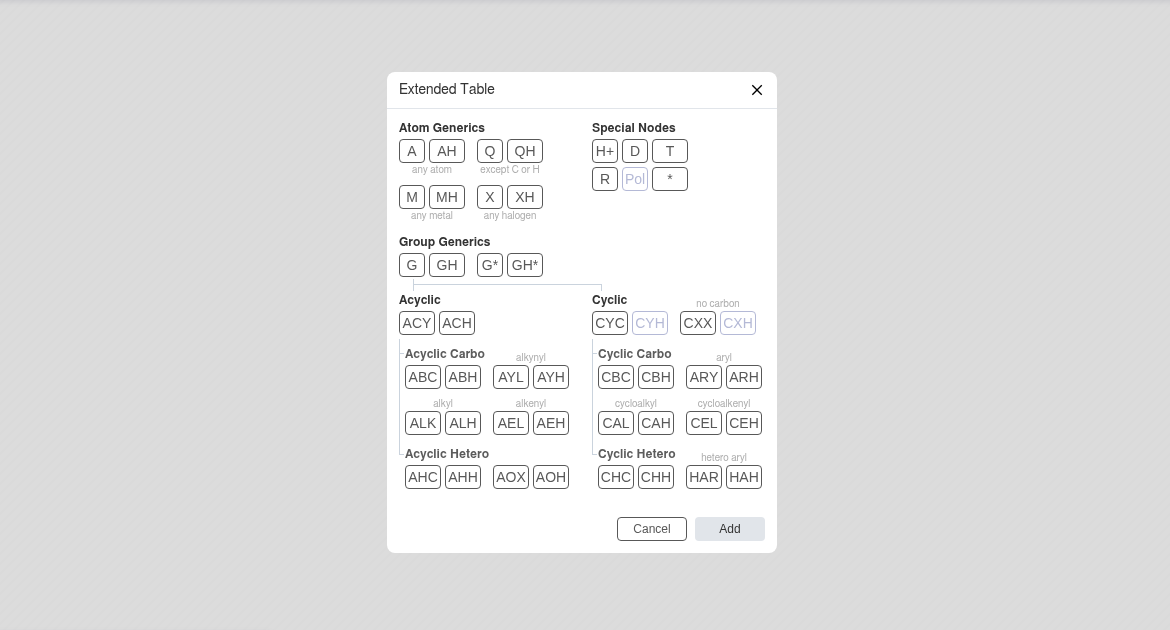 Extended Table
Atom Generics
A AH Q QH
any atom except C or H
M MH X XH
any metal any halogen
Special Nodes
H+ D T
R Pol *
Group Generics
G GH G* GH*
Acyclic
ACY ACH
Acyclic Carbo alkynyl
ABC ABH AYL AYH
alkyl alkenyl
ALK ALH AEL AEH
Acyclic Hetero
AHC AHH AOX AOH
Cyclic no carbon
CYC CYH CXX CXH
Cyclic Carbo aryl
CBC CBH ARY ARH
cycloalkyl cycloalkenyl
CAL CAH CEL CEH
Cyclic Hetero hetero aryl
CHC CHH HAR HAH
Cancel Add